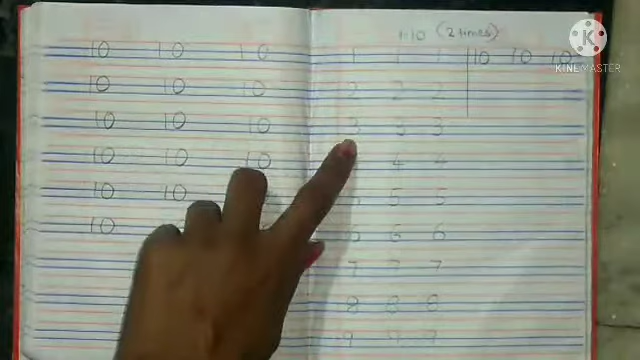 10 10 10
10 10 10
10 10 10
10 10 10
10 10
10
1-10 (2 times)
1 1 1 10 10 10
2 2 2
3 3 3
4 4
5 5
6 6 6
7 7 7
8 8 8
9 9 9
KINEMASTER